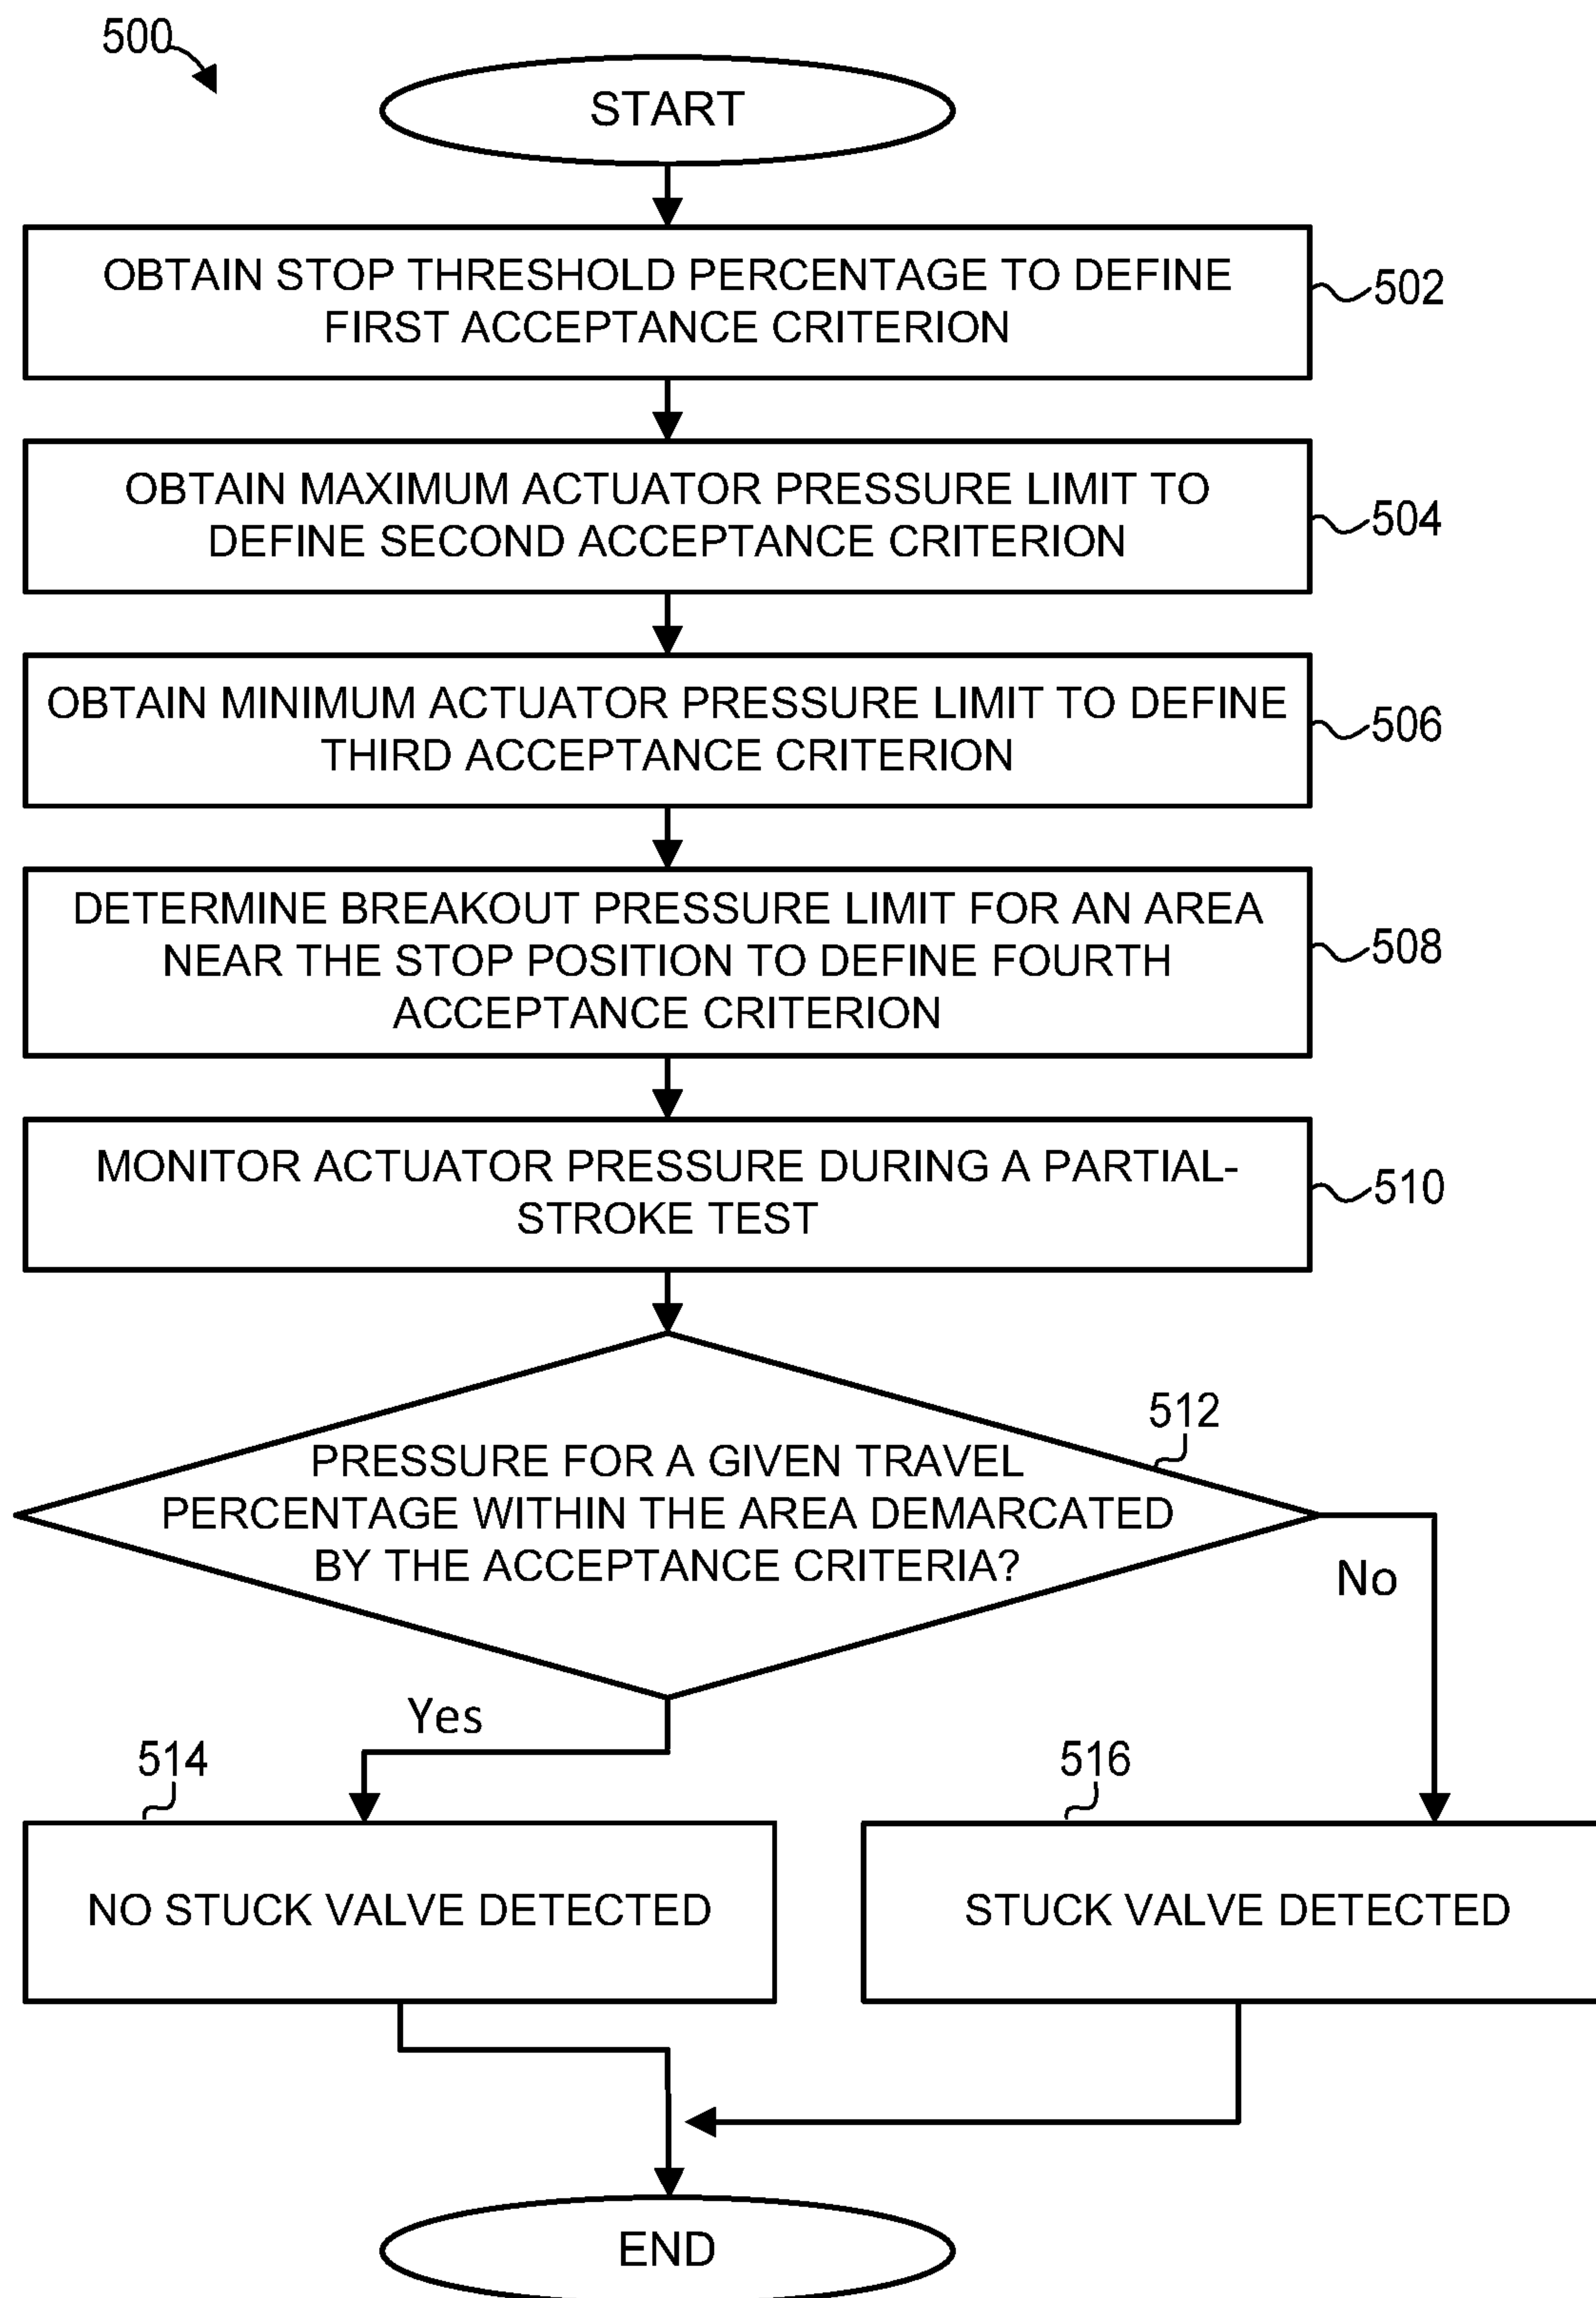 500
START
OBTAIN STOP THRESHOLD PERCENTAGE TO DEFINE
FIRST ACCEPTANCE CRITERION
502
OBTAIN MAXIMUM ACTUATOR PRESSURE LIMIT TO
DEFINE SECOND ACCEPTANCE CRITERION
504
OBTAIN MINIMUM ACTUATOR PRESSURE LIMIT TO DEFINE
THIRD ACCEPTANCE CRITERION
506
DETERMINE BREAKOUT PRESSURE LIMIT FOR AN AREA
NEAR THE STOP POSITION TO DEFINE FOURTH
ACCEPTANCE CRITERION
508
MONITOR ACTUATOR PRESSURE DURING A PARTIAL-
STROKE TEST
510
512
PRESSURE FOR A GIVEN TRAVEL
PERCENTAGE WITHIN THE AREA DEMARCATED
BY THE ACCEPTANCE CRITERIA?
No
Yes
514
516
NO STUCK VALVE DETECTED
STUCK VALVE DETECTED
END